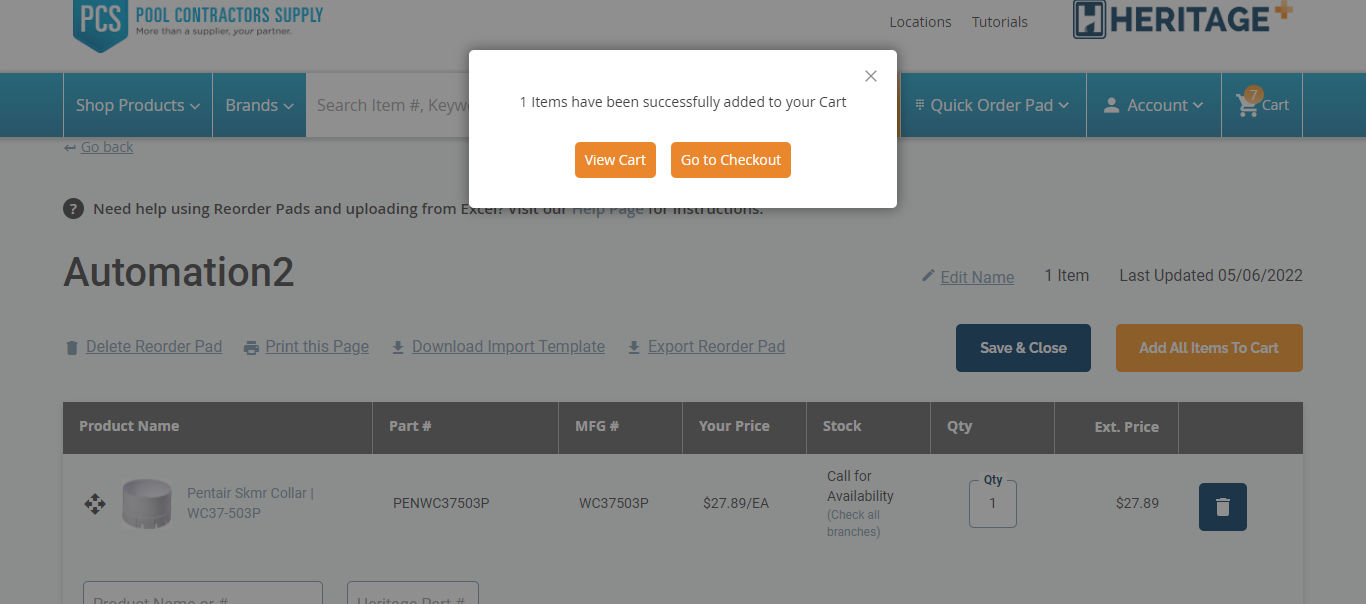 PCS POOL CONTRACTORS SUPPLY
More than a supplier, your partner.
Locations Tutorials
H HERITAGE+
1 Items have been successfully added to your Cart
View Cart Go to Checkout
Shop Products Brands Search Item #, Keyw Quick Order Pad Account 7 Cart
Go back
? Need help using Reorder Pads and uploading from Excel? Visit our Help Page for instructions.
Automation2
Edit Name 1 Item Last Updated 05/06/2022
Delete Reorder Pad Print this Page Download Import Template Export Reorder Pad
Save & Close Add All Items To Cart
Product Name Part # MFG # Your Price Stock Qty Ext. Price
Pentair Skmr Collar |
WC37-503P
PENWC37503P
WC37503P
$27.89/EA
Call for
Availability
(Check all
branches)
Qty
1
$27.89
Product Name or # Heritage Part #